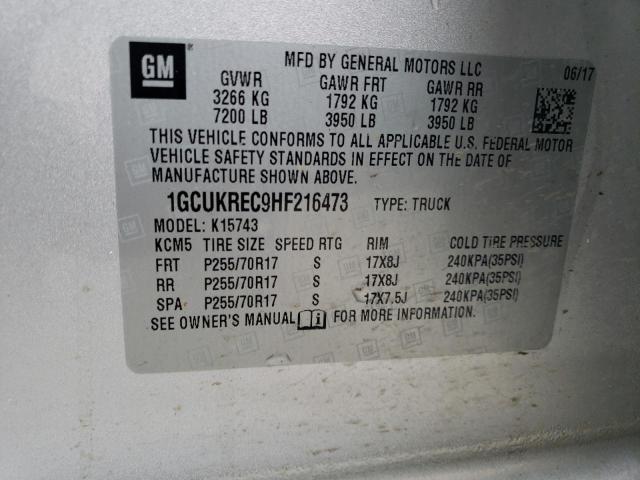 GM
MFD BY GENERAL MOTORS LLC 06/17
GVWR GAWR FRT GAWR RR
3266 KG 1792 KG 1792 KG
7200 LB 3950 LB 3950 LB
THIS VEHICLE CONFORMS TO ALL APPLICABLE U.S. FEDERAL MOTOR
VEHICLE SAFETY STANDARDS IN EFFECT ON THE DATE OF
MANUFACTURE SHOWN ABOVE.
1GCUKREC9HF216473 TYPE: TRUCK
MODEL: K15743
KCM5 TIRE SIZE SPEED RTG RIM COLD TIRE PRESSURE
FRT P255/70R17 S 17X8J 240KPA(35PSI)
RR P255/70R17 S 17X8J 240KPA(35PSI)
SPA P255/70R17 S 17X7.5J 240KPA(35PSI)
SEE OWNER'S MANUAL i FOR MORE INFORMATION.